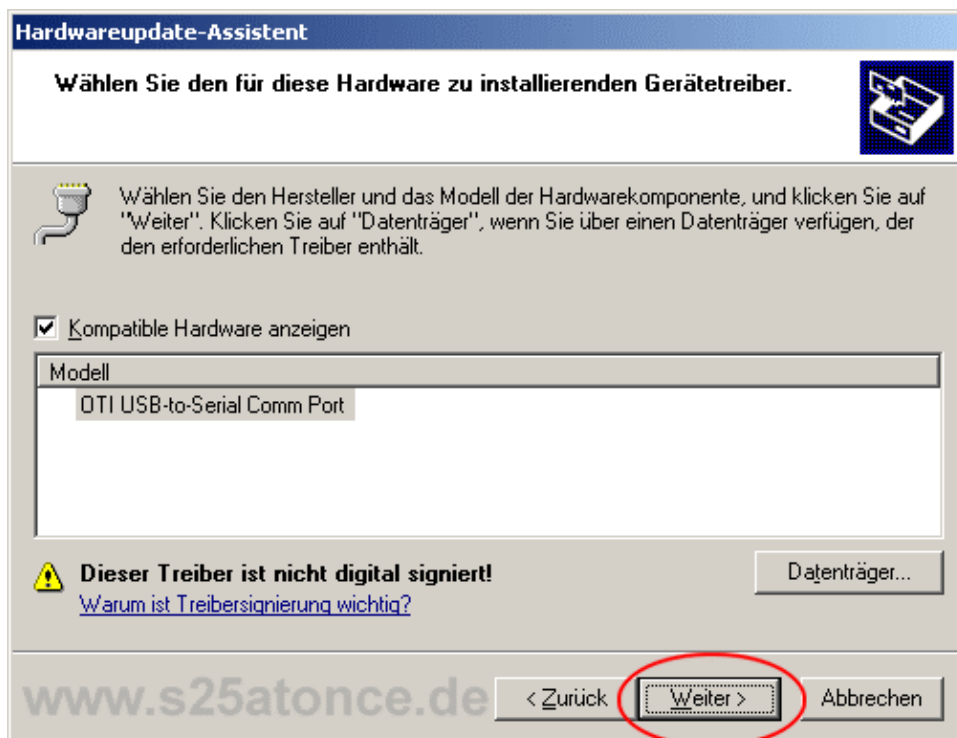 Hardwareupdate-Assistent
Wählen Sie den für diese Hardware zu installierenden Gerätetreiber.
Wählen Sie den Hersteller und das Modell der Hardwarekomponente, und klicken Sie auf
"Weiter". Klicken Sie auf "Datenträger", wenn Sie über einen Datenträger verfügen, der
den erforderlichen Treiber enthält.
Kompatible Hardware anzeigen
Modell
OTI USB-to-Serial Comm Port
Dieser Treiber ist nicht digital signiert!
Warum ist Treibersignierung wichtig?
Datenträger...
www.s25atonce.de
< Zurück
Weiter >
Abbrechen